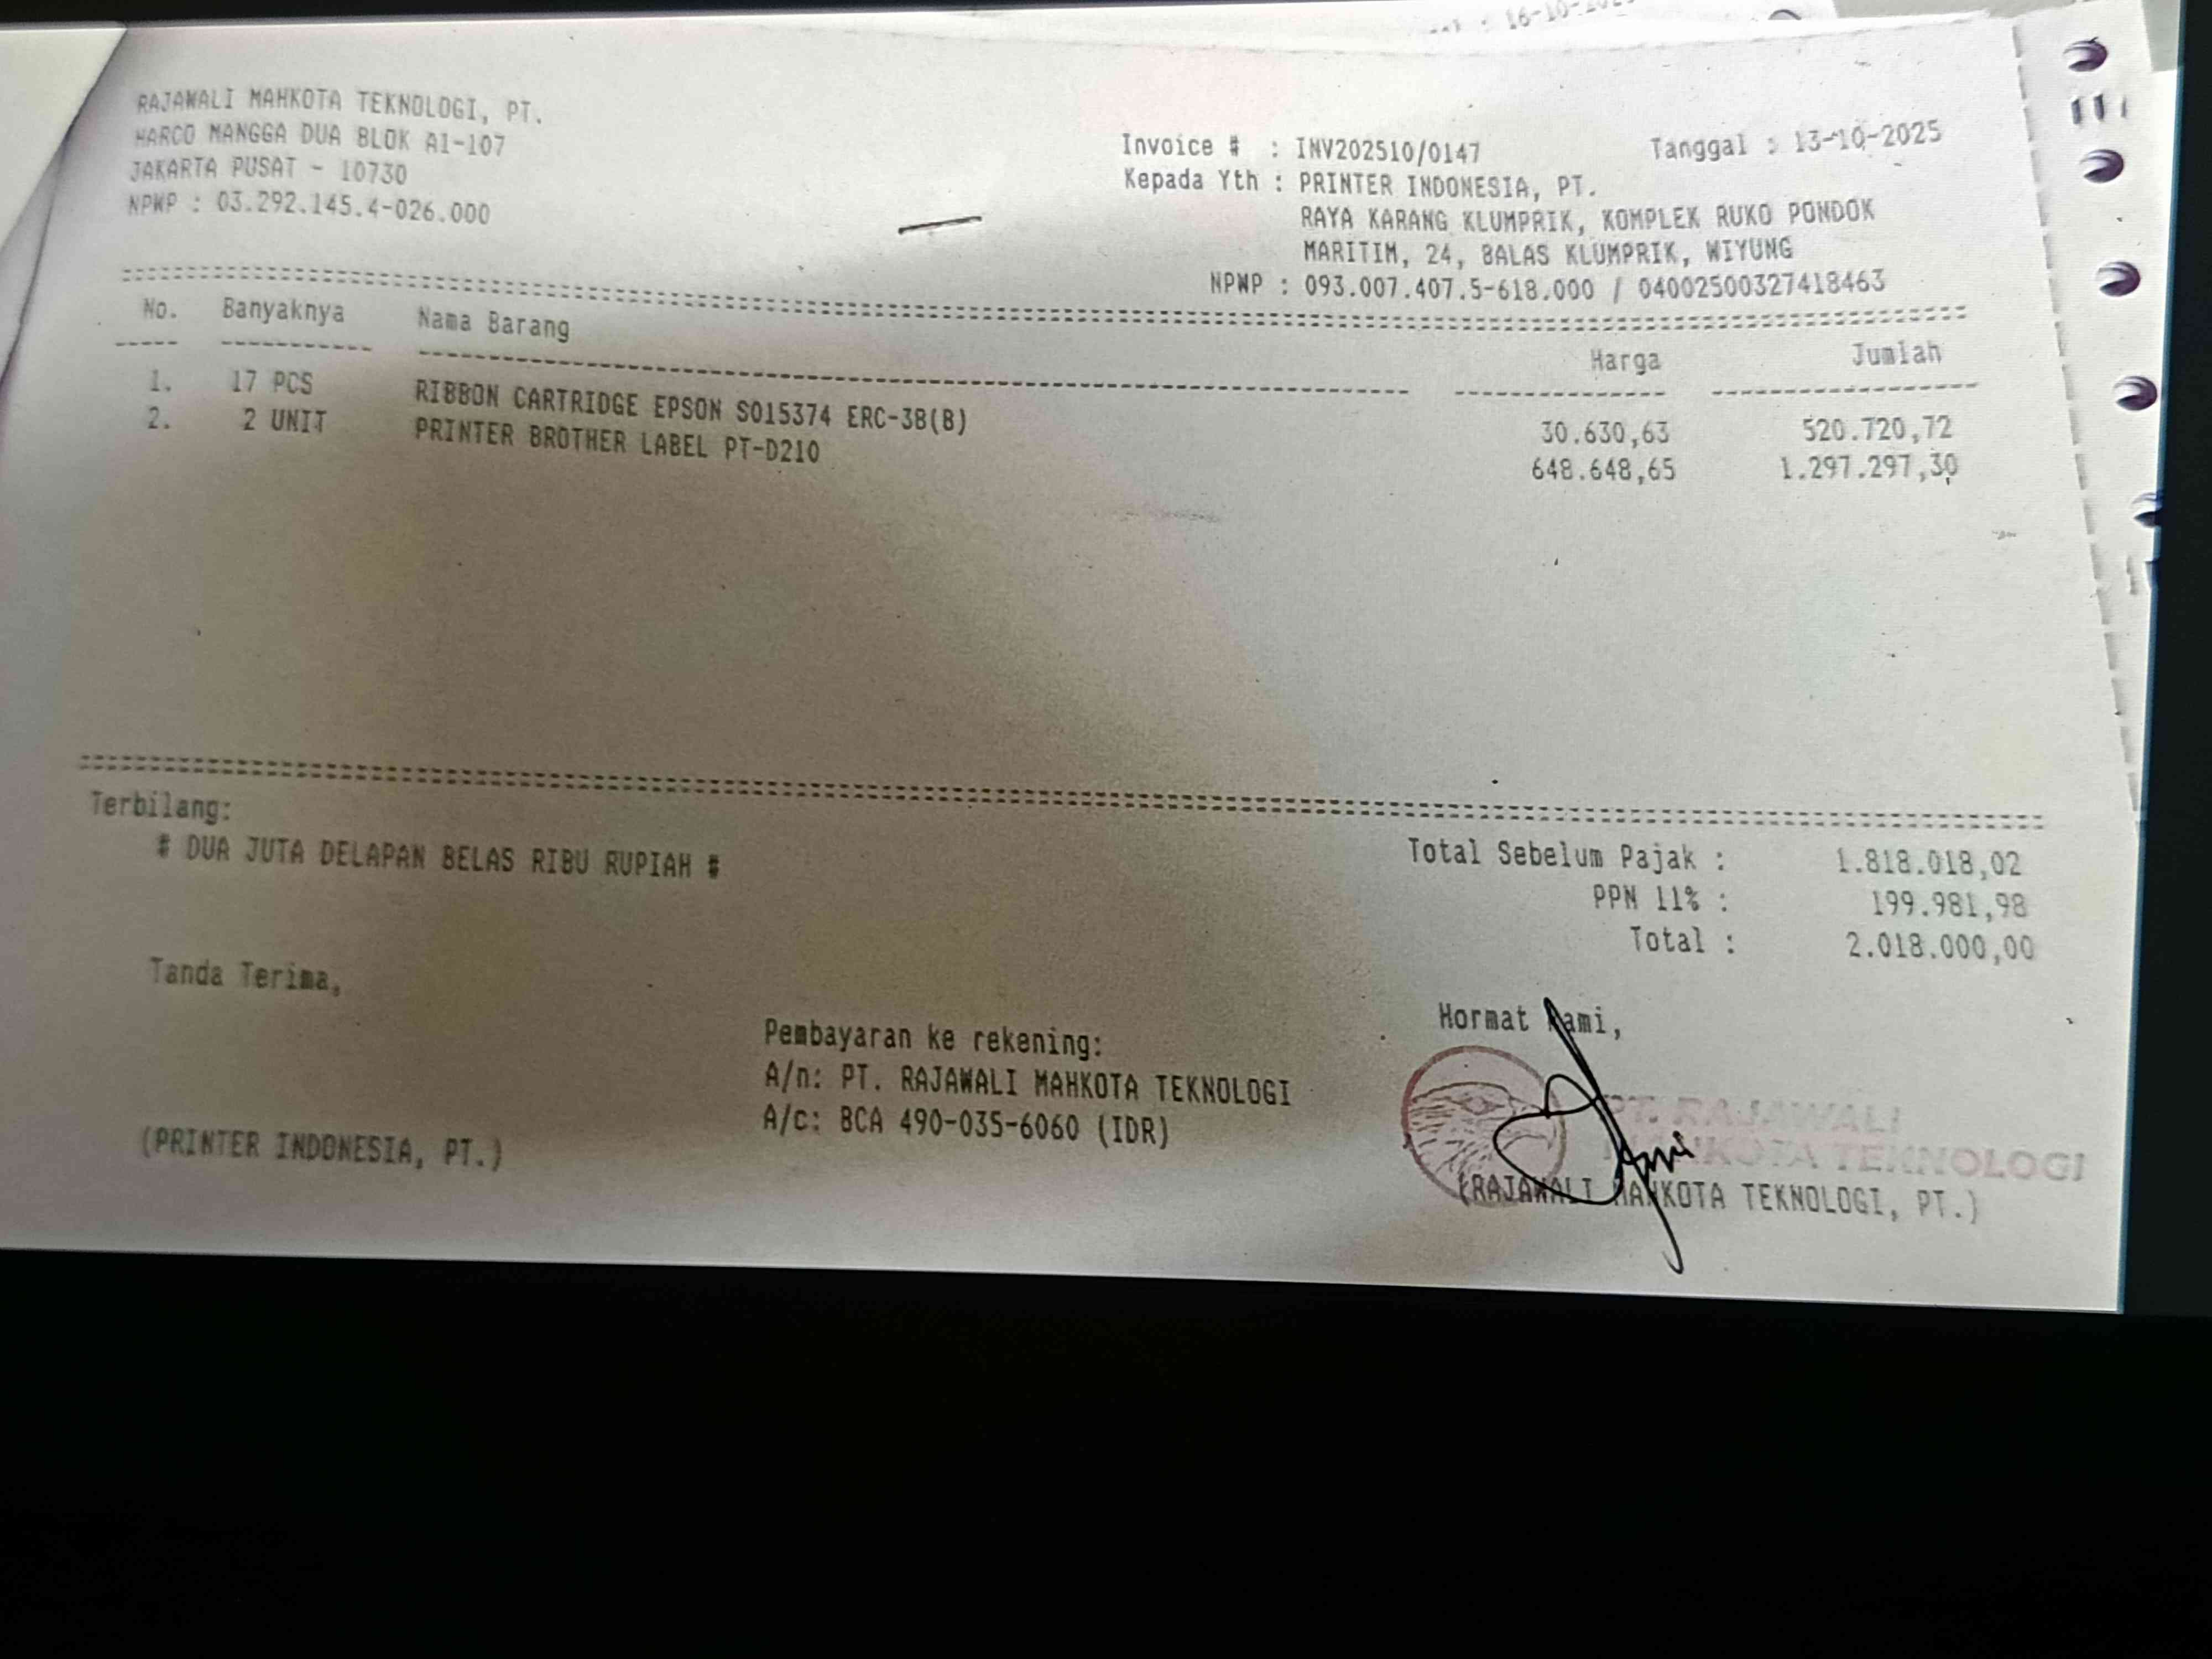 16-10-
RAJAWALI MAHKOTA TEKNOLOGI, PT.
HARCO MANGGA DUA BLOK A1-107
JAKARTA PUSAT - 10730
NPWP : 03.292.145.4-026.000
Invoice # : INV202510/0147 Tanggal : 13-10-2025
Kepada Yth : PRINTER INDONESIA, PT.
RAYA KARANG KLUMPRIK, KOMPLEK RUKO PONDOK
MARITIM, 24, BALAS KLUMPRIK, WIYUNG
NPWP : 093.007.407.5-618.000 / 04002500327418463
No. Banyaknya Nama Barang Harga Jumlah
1. 17 PCS RIBBON CARTRIDGE EPSON S015374 ERC-38(B) 30.630,63 520.720,72
2. 2 UNIT PRINTER BROTHER LABEL PT-D210 648.648,65 1.297.297,30
Terbilang:
# DUA JUTA DELAPAN BELAS RIBU RUPIAH #
Total Sebelum Pajak : 1.818.018,02
PPN 11% : 199.981,98
Total : 2.018.000,00
Tanda Terima,
(PRINTER INDONESIA, PT.)
Pembayaran ke rekening:
A/n: PT. RAJAWALI MAHKOTA TEKNOLOGI
A/c: BCA 490-035-6060 (IDR)
Hormat Kami,
PT. RAJAWALI
MAHKOTA TEKNOLOGI
(RAJAWALI MAHKOTA TEKNOLOGI, PT.)